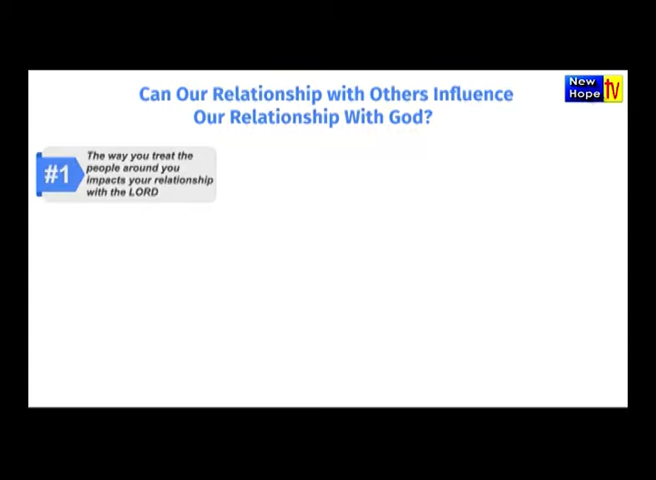 Can Our Relationship with Others Influence
Our Relationship With God?
New
Hope
TV
#1
The way you treat the
people around you
impacts your relationship
with the LORD